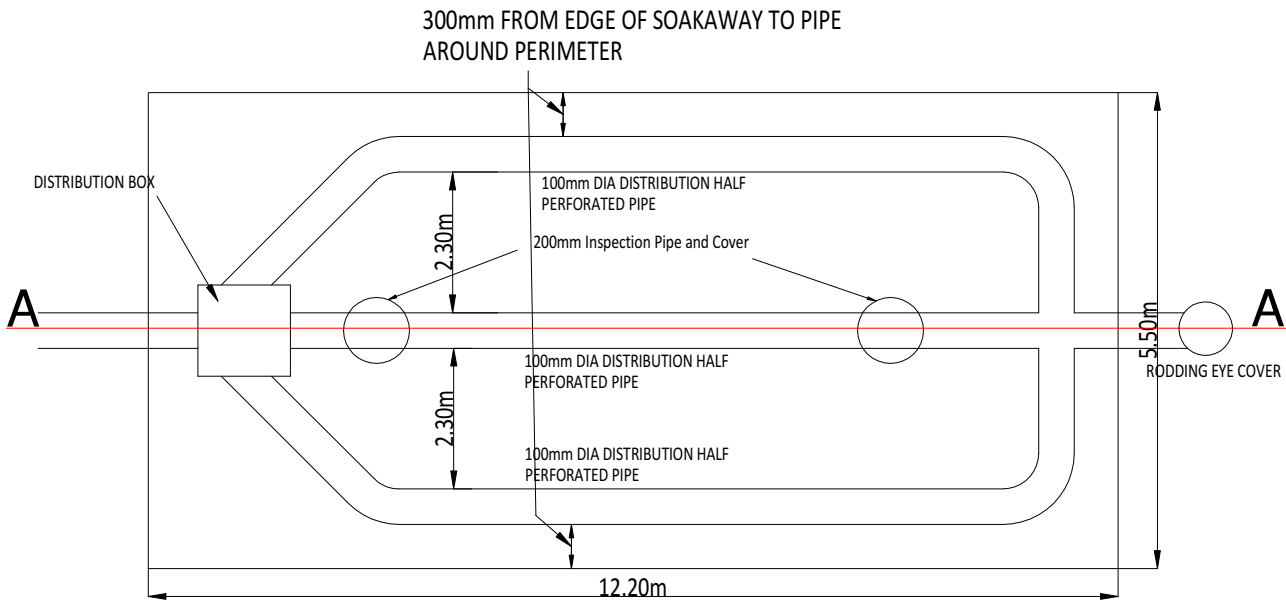 300mm FROM EDGE OF SOAKAWAY TO PIPE
AROUND PERIMETER
DISTRIBUTION BOX
100mm DIA DISTRIBUTION HALF
PERFORATED PIPE
2.30m
200mm Inspection Pipe and Cover
A
A
5.50m
100mm DIA DISTRIBUTION HALF
PERFORATED PIPE
RODDING EYE COVER
2.30m
100mm DIA DISTRIBUTION HALF
PERFORATED PIPE
12.20m